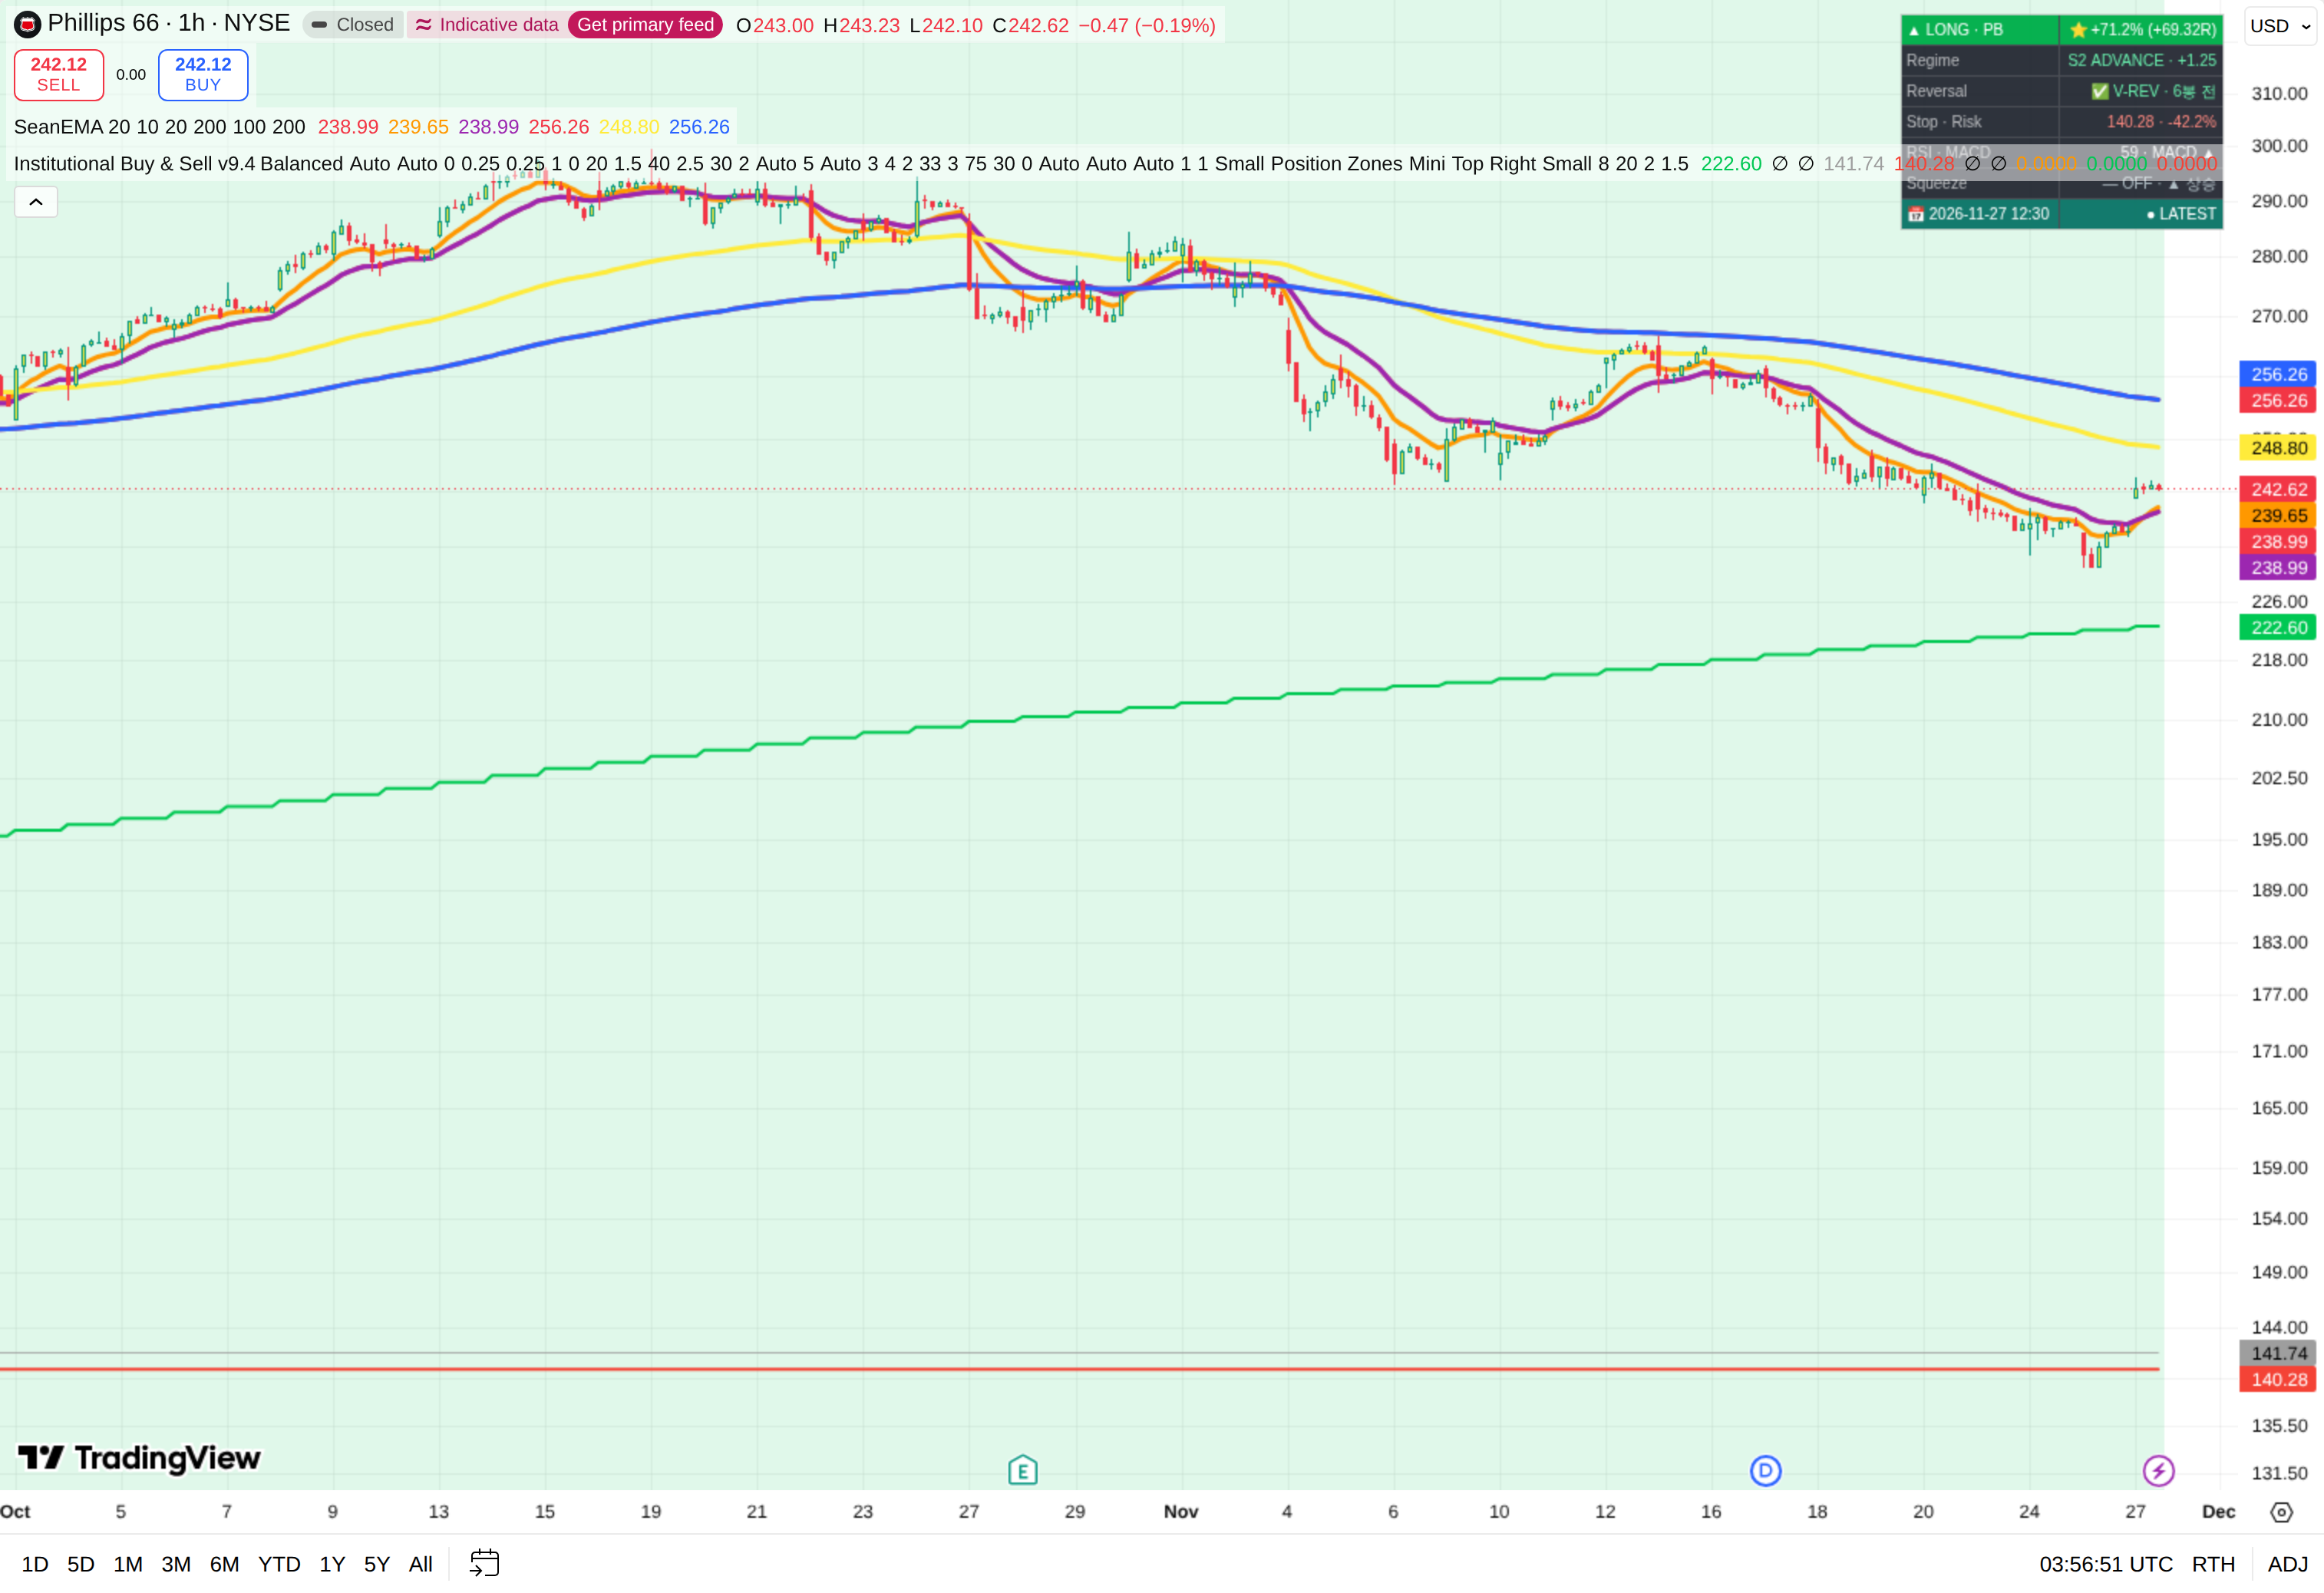 Phillips 66 · 1h · NYSE Closed Indicative data Get primary feed O243.00 H243.23 L242.10 C242.62 −0.47 (−0.19%)
242.12 SELL 0.00 242.12 BUY
SeanEMA 20 10 20 200 100 200 238.99 239.65 238.99 256.26 248.80 256.26
Institutional Buy & Sell v9.4 Balanced Auto Auto 0 0.25 0.25 1 0 20 1.5 40 2.5 30 2 Auto 5 Auto 3 4 2 33 3 75 30 0 Auto Auto Auto 1 1 Small Position Zones Mini Top Right Small 8 20 2 1.5 222.60 ∅ ∅ 141.74 140.28 ∅ ∅ 0.0000 0.0000 0.0000
▲ LONG · PB ⭐ +71.2% (+69.32R)
Regime S2 ADVANCE · +1.25
Reversal ✅ V-REV · 6봉 전
Stop · Risk 140.28 · -42.2%
RSI · MACD 59 · MACD ▲
Squeeze — OFF · ▲ 상승
📅 2026-11-27 12:30 ● LATEST
USD
310.00
300.00
290.00
280.00
270.00
256.26
256.26
248.80
242.62
239.65
238.99
238.99
226.00
222.60
218.00
210.00
202.50
195.00
189.00
183.00
177.00
171.00
165.00
159.00
154.00
149.00
144.00
141.74
140.28
135.50
131.50
TradingView
E D
Oct 5 7 9 13 15 19 21 23 27 29 Nov 4 6 10 12 16 18 20 24 27 Dec
1D 5D 1M 3M 6M YTD 1Y 5Y All 03:56:51 UTC RTH ADJ